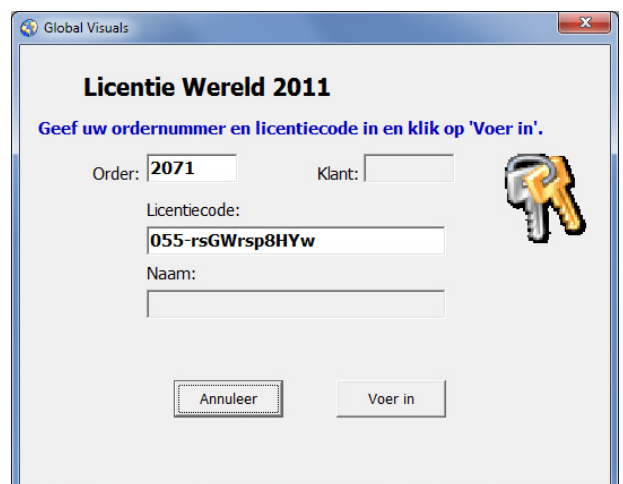 Global Visuals
Licentie Wereld 2011
Geef uw ordernummer en licentiecode in en klik op 'Voer in'.
Order: 2071 Klant:
Licentiecode:
055-rsGWrsp8HYw
Naam:
Annuleer Voer in